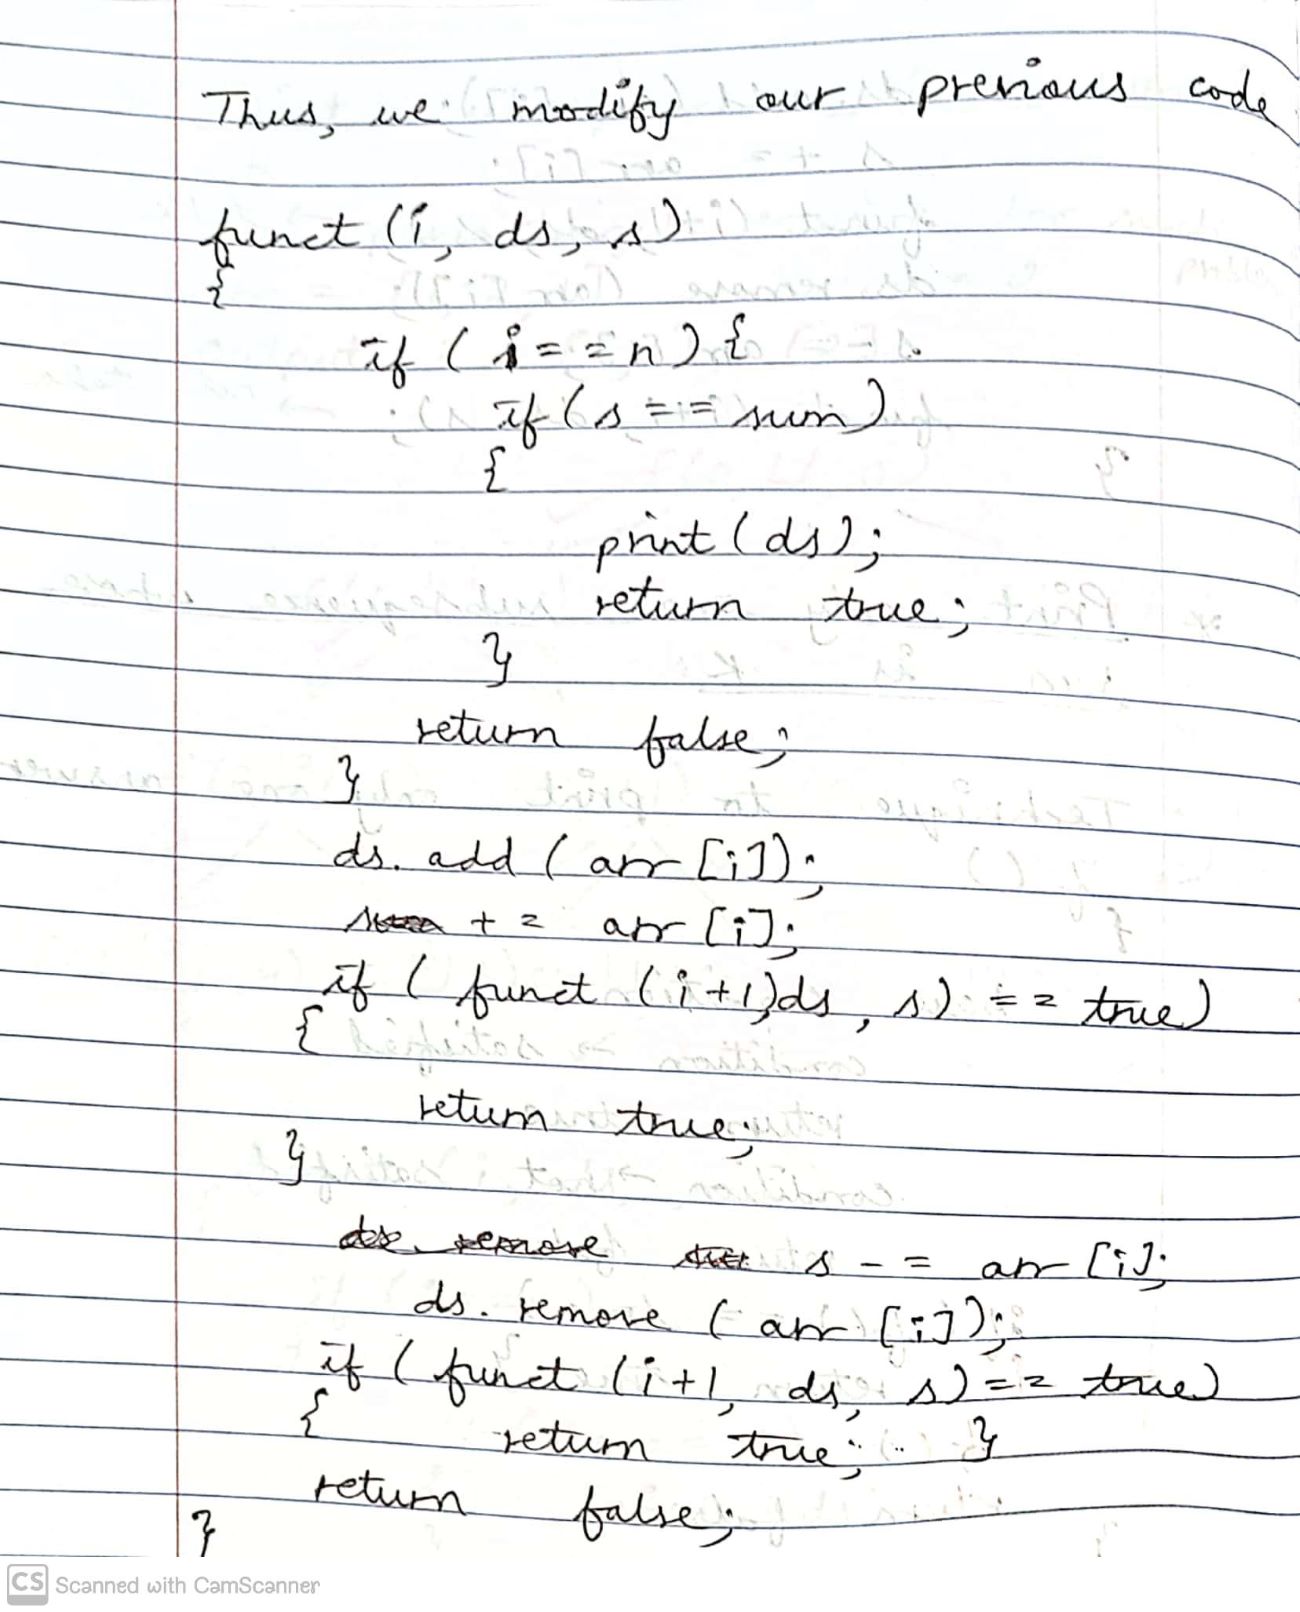 Thus, we modify our previous code
funct (i, ds, s)
{
if ( i == n ) {
if (s == sum)
{
print (ds);
return true;
}
return false;
}
ds. add ( arr [i]);
s += arr [i];
if ( funct (i+1, ds, s) == true)
{
return true;
}
ds. remove s -= arr [i];
ds. remove ( arr [i]);
if ( funct (i+1, ds, s) == true)
{ return true; }
return false;
}
CS Scanned with CamScanner